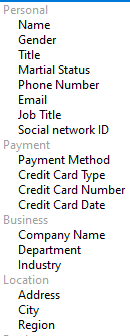 Personal
Name
Gender
Title
Martial Status
Phone Number
Email
Job Title
Social network ID
Payment
Payment Method
Credit Card Type
Credit Card Number
Credit Card Date
Business
Company Name
Department
Industry
Location
Address
City
Region